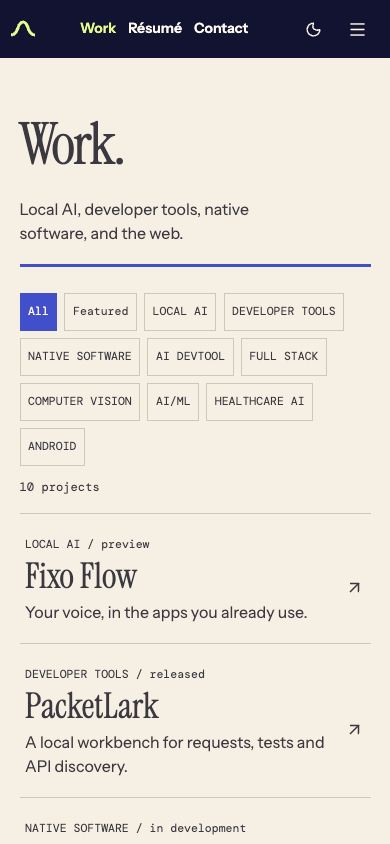 Work Résumé Contact
Work.
Local AI, developer tools, native
software, and the web.
All Featured LOCAL AI DEVELOPER TOOLS
NATIVE SOFTWARE AI DEVTOOL FULL STACK
COMPUTER VISION AI/ML HEALTHCARE AI
ANDROID
10 projects
LOCAL AI / preview
Fixo Flow
Your voice, in the apps you already use.
DEVELOPER TOOLS / released
PacketLark
A local workbench for requests, tests and
API discovery.
NATIVE SOFTWARE / in development